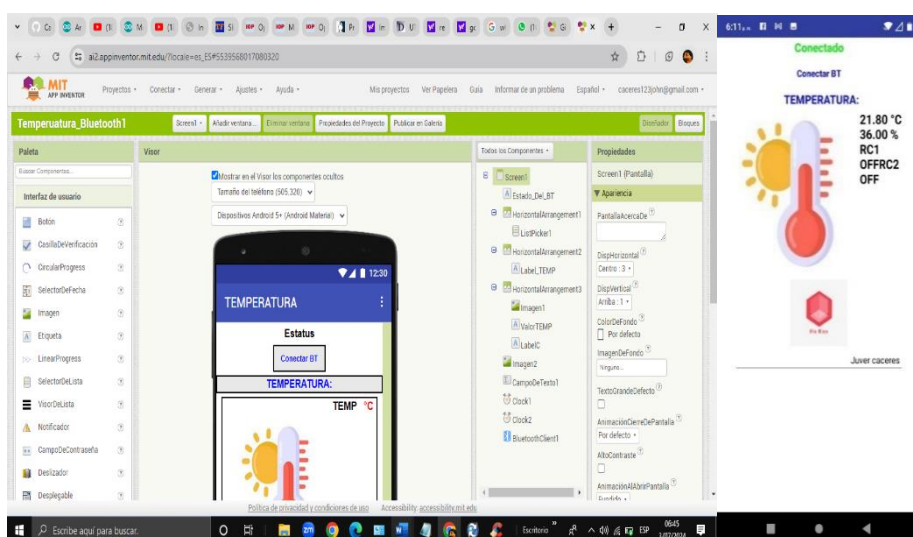 ai2.appinventor.mit.edu/?locale=es_ES#5539568017080320
MIT
APP INVENTOR
Proyectos
Conectar
Generar
Ajustes
Ayuda
Mis proyectos
Ver Papelera
Guía
Informar de un problema
Español
caceres123john@gmail.com
Temperuatura_Bluetooth1
Screen1
Añadir ventana...
Eliminar ventana
Propiedades del Proyecto
Publicar en Galería
Diseñador
Bloques
Paleta
Buscar Componentes...
Interfaz de usuario
Botón
CasillaDeVerificación
CircularProgress
SelectorDeFecha
Imagen
Etiqueta
LinearProgress
SelectorDeLista
VisorDeLista
Notificador
CampoDeContraseña
Deslizador
Desplegable
Visor
Mostrar en el Visor los componentes ocultos
Tamaño del teléfono (505,320)
Dispositivos Android 5+ (Android Material)
12:30
TEMPERATURA
Estatus
Conectar BT
TEMPERATURA:
TEMP °C
Todos los Componentes
Screen1
Estado_Del_BT
HorizontalArrangement1
ListPicker1
HorizontalArrangement2
Label_TEMP
HorizontalArrangement3
Imagen1
ValorTEMP
LabelC
Imagen2
CampoDeTexto1
Clock1
Clock2
BluetoothClient1
Propiedades
Screen1 (Pantalla)
Apariencia
PantallaAcercaDe
DispHorizontal
Centro : 3
DispVertical
Arriba : 1
ColorDeFondo
Por defecto
ImagenDeFondo
Ninguno...
TextoGrandeDefecto
AnimaciónCierreDePantalla
Por defecto
AltoContraste
AnimaciónAlAbrirPantalla
Política de privacidad y condiciones de uso
Accessibility: accessibility.mit.edu
Escribe aquí para buscar.
Escritorio
ESP
06:45
3/07/2024
6:11
Conectado
Conectar BT
TEMPERATURA:
21.80 °C
36.00 %
RC1
OFFRC2
OFF
Juver caceres